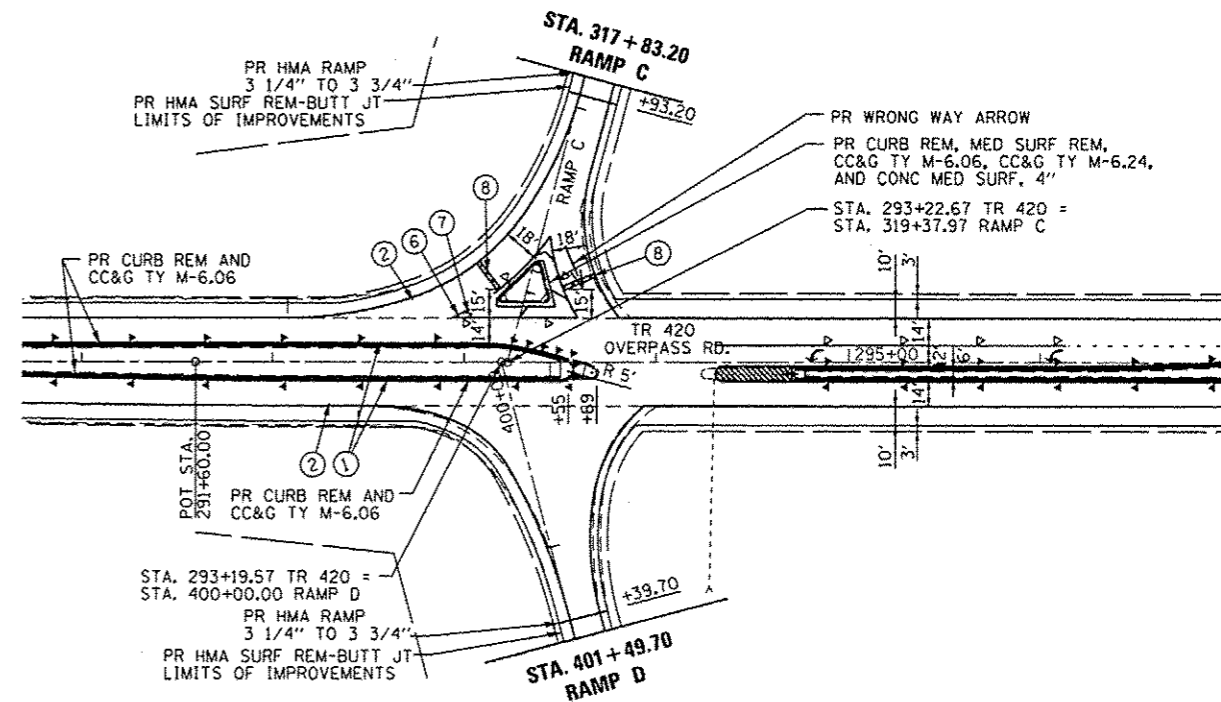 STA. 317+83.20
RAMP C
PR HMA RAMP
3 1/4" TO 3 3/4"
PR HMA SURF REM-BUTT JT
LIMITS OF IMPROVEMENTS
+93.20
PR WRONG WAY ARROW
PR CURB REM, MED SURF REM,
CC&G TY M-6.06, CC&G TY M-6.24,
AND CONC MED SURF, 4"
STA. 293+22.67 TR 420 =
STA. 319+37.97 RAMP C
RAMP C
8
7
6
2
18'
18'
8
PR CURB REM AND
CC&G TY M-6.06
15'
14'
15'
10'
3'
14'
TR 420
OVERPASS RD.
1295+00
2'
6'
R 5'
400+
+55
+89
14'
10'
3'
POT STA.
291+60.00
2
1
PR CURB REM AND
CC&G TY M-6.06
STA. 293+19.57 TR 420 =
STA. 400+00.00 RAMP D
PR HMA RAMP
3 1/4" TO 3 3/4"
PR HMA SURF REM-BUTT JT
LIMITS OF IMPROVEMENTS
+39.70
STA. 401+49.70
RAMP D